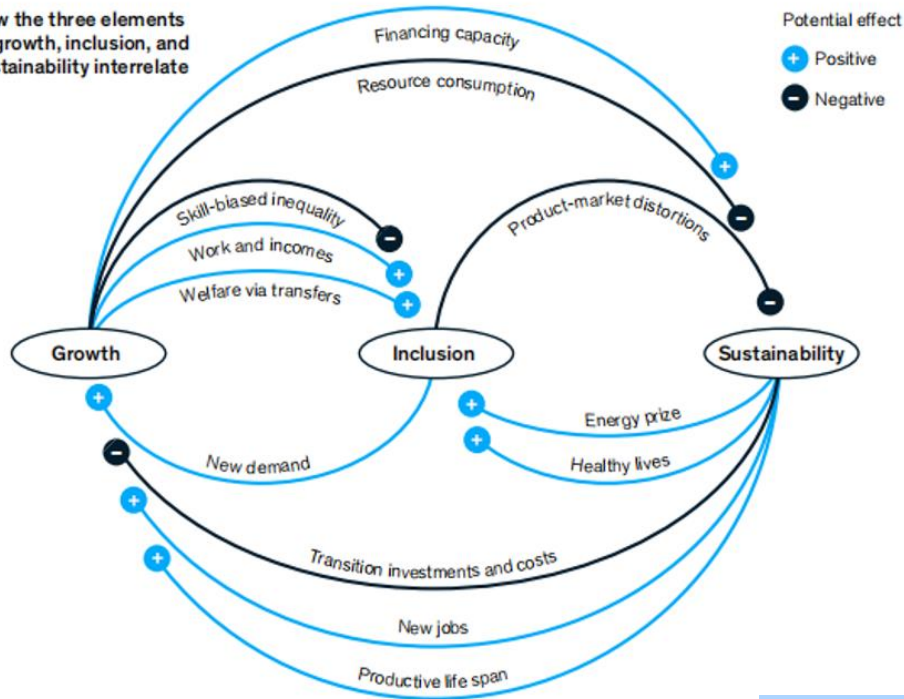 the three elements
growth, inclusion, and
sustainability interrelate
Potential effect
+ Positive
- Negative
Financing capacity
Resource consumption
Skill-biased inequality
Work and incomes
Welfare via transfers
Product-market distortions
Growth
Inclusion
Sustainability
Energy prize
Healthy lives
New demand
Transition investments and costs
New jobs
Productive life span